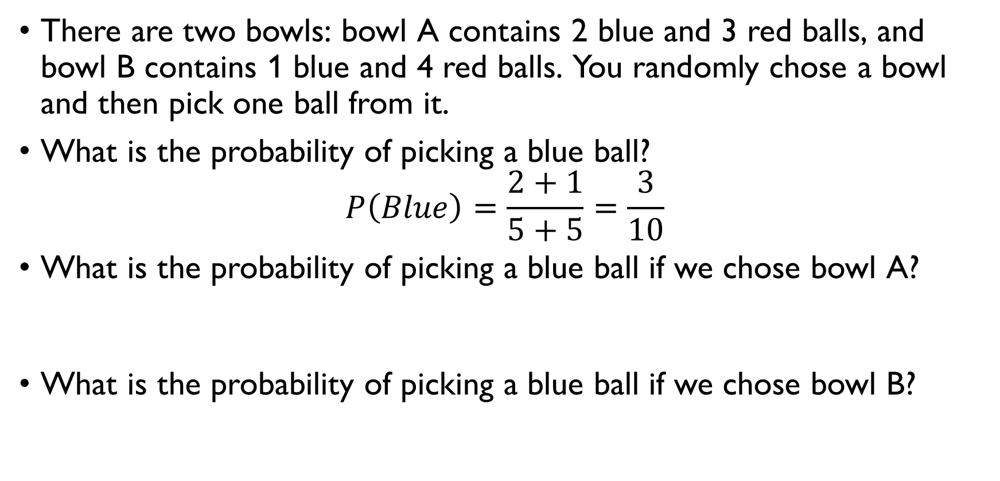 • There are two bowls: bowl A contains 2 blue and 3 red balls, and
bowl B contains 1 blue and 4 red balls. You randomly chose a bowl
and then pick one ball from it.
• What is the probability of picking a blue ball?
P(Blue) = (2 + 1)/(5 + 5) = 3/10
• What is the probability of picking a blue ball if we chose bowl A?
• What is the probability of picking a blue ball if we chose bowl B?